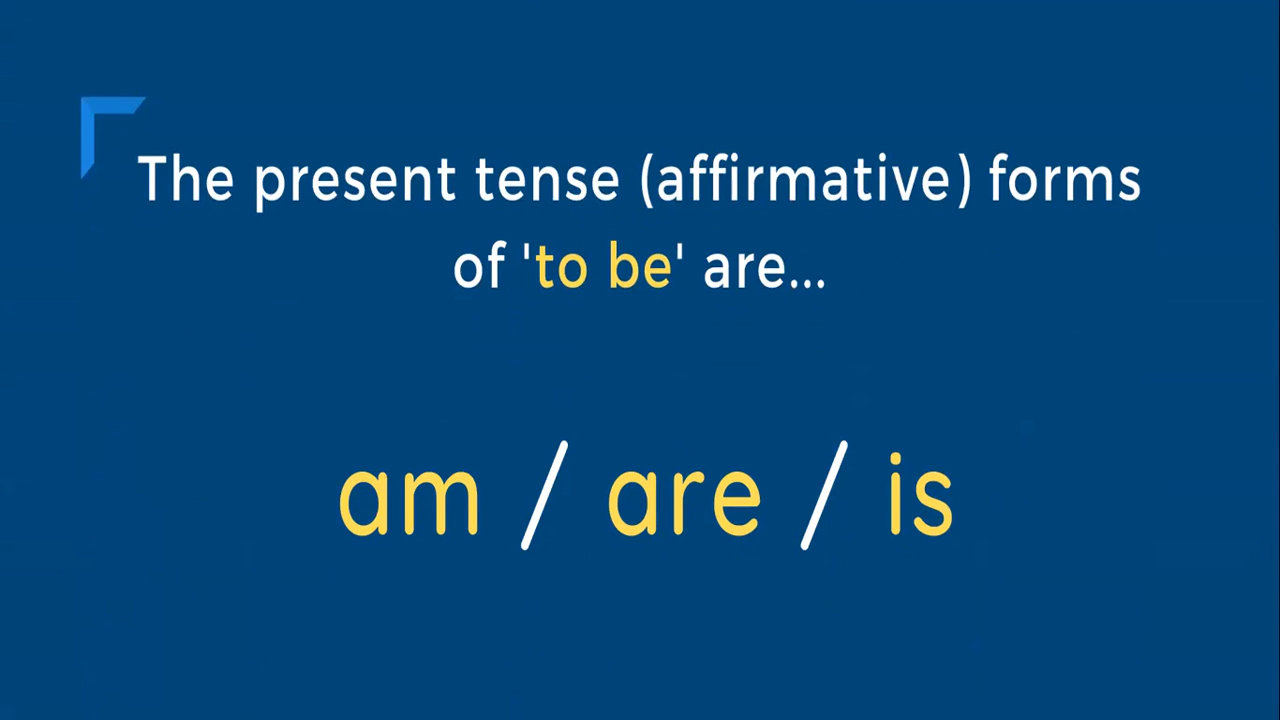 The present tense (affirmative) forms
of 'to be' are...
am / are / is